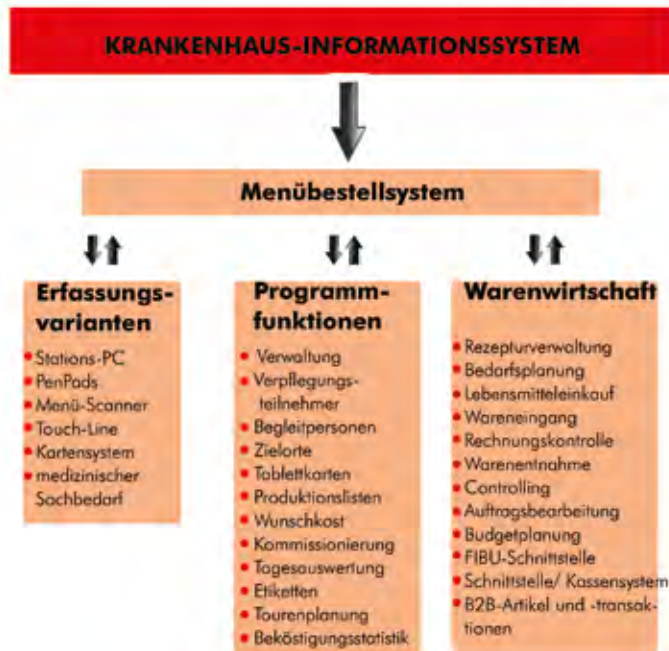 KRANKENHAUS-INFORMATIONSSYSTEM
Menübestellsystem
Erfassungs-
varianten
Stations-PC
PenPads
Menü-Scanner
Touch-Line
Kartensystem
medizinischer
Sachbedarf
Programm-
funktionen
Verwaltung
Verpflegungs-
teilnehmer
Begleitpersonen
Zielorte
Tablettkarten
Produktionslisten
Wunschkost
Kommissionierung
Tagesauswertung
Etiketten
Tourenplanung
Beköstigungsstatistik
Warenwirtschaft
Rezepturverwaltung
Bedarfsplanung
Lebensmitteleinkauf
Wareneingang
Rechnungskontrolle
Warenentnahme
Controlling
Auftragsbearbeitung
Budgetplanung
FIBU-Schnittstelle
Schnittstelle/ Kassensystem
B2B-Artikel und -transak-
tionen